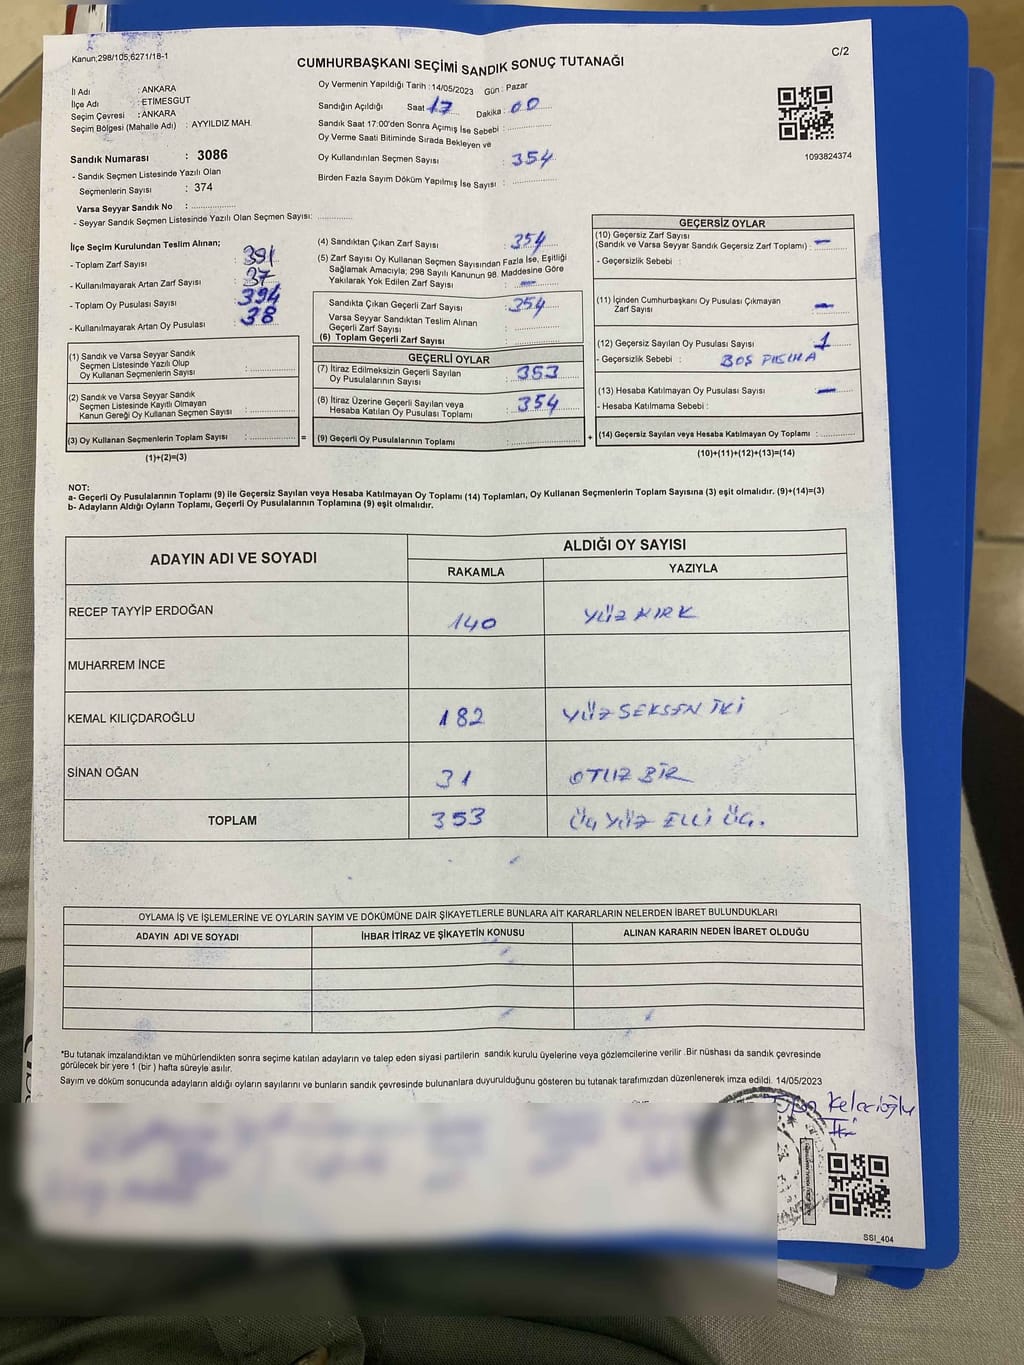 Kanun;298/105;6271/18-1
C/2
CUMHURBAŞKANI SEÇİMİ SANDIK SONUÇ TUTANAĞI
İl Adı : ANKARA
İlçe Adı : ETİMESGUT
Seçim Çevresi : ANKARA
Seçim Bölgesi (Mahalle Adı) : AYYILDIZ MAH.
Sandık Numarası : 3086
- Sandık Seçmen Listesinde Yazılı Olan
Seçmenlerin Sayısı : 374
Varsa Seyyar Sandık No : ....................
- Seyyar Sandık Seçmen Listesinde Yazılı Olan Seçmen Sayısı: ...............
Oy Vermenin Yapıldığı Tarih : 14/05/2023 Gün : Pazar
Sandığın Açıldığı Saat 17 Dakika : 00
Sandık Saat 17:00'den Sonra Açımış İse Sebebi : ..................
Oy Verme Saati Bitiminde Sırada Bekleyen ve
Oy Kullandırılan Seçmen Sayısı : 354
Birden Fazla Sayım Döküm Yapılmış İse Sayısı : ..................
1093824374
İlçe Seçim Kurulundan Teslim Alınan;
- Toplam Zarf Sayısı : 391
- Kullanılmayarak Artan Zarf Sayısı : 37
- Toplam Oy Pusulası Sayısı : 394
- Kullanılmayarak Artan Oy Pusulası : 38
(4) Sandıktan Çıkan Zarf Sayısı : 354
(5) Zarf Sayısı Oy Kullanan Seçmen Sayısından Fazla İse, Eşitliği
Sağlamak Amacıyla; 298 Sayılı Kanunun 98. Maddesine Göre
Yakılarak Yok Edilen Zarf Sayısı : -
Sandıkta Çıkan Geçerli Zarf Sayısı : 354
Varsa Seyyar Sandıktan Teslim Alınan
Geçerli Zarf Sayısı : ...............
(6) Toplam Geçerli Zarf Sayısı : ...............
GEÇERSİZ OYLAR
(10) Geçersiz Zarf Sayısı
(Sandık ve Varsa Seyyar Sandık Geçersiz Zarf Toplamı) : -
- Geçersizlik Sebebi :
(11) İçinden Cumhurbaşkanı Oy Pusulası Çıkmayan
Zarf Sayısı : -
(12) Geçersiz Sayılan Oy Pusulası Sayısı : 1
- Geçersizlik Sebebi : BOŞ PUSULA
(13) Hesaba Katılmayan Oy Pusulası Sayısı : -
- Hesaba Katılmama Sebebi :
(14) Geçersiz Sayılan veya Hesaba Katılmayan Oy Toplamı : ..........
(10)+(11)+(12)+(13)=(14)
(1) Sandık ve Varsa Seyyar Sandık
Seçmen Listesinde Yazılı Olup
Oy Kullanan Seçmenlerin Sayısı : ...............
(2) Sandık ve Varsa Seyyar Sandık
Seçmen Listesinde Kayıtlı Olmayan
Kanun Gereği Oy Kullanan Seçmen Sayısı : ...............
(3) Oy Kullanan Seçmenlerin Toplam Sayısı : ............... =
(1)+(2)=(3)
GEÇERLİ OYLAR
(7) İtiraz Edilmeksizin Geçerli Sayılan
Oy Pusulalarının Sayısı : 353
(8) İtiraz Üzerine Geçerli Sayılan veya
Hesaba Katılan Oy Pusulası Toplamı : 354
(9) Geçerli Oy Pusulalarının Toplamı : ............... +
NOT:
a- Geçerli Oy Pusulalarının Toplamı (9) ile Geçersiz Sayılan veya Hesaba Katılmayan Oy Toplamı (14) Toplamları, Oy Kullanan Seçmenlerin Toplam Sayısına (3) eşit olmalıdır. (9)+(14)=(3)
b- Adayların Aldığı Oyların Toplamı, Geçerli Oy Pusulalarının Toplamına (9) eşit olmalıdır.
ADAYIN ADI VE SOYADI ALDIĞI OY SAYISI
RAKAMLA YAZIYLA
RECEP TAYYİP ERDOĞAN 140 YÜZ KIRK
MUHARREM İNCE
KEMAL KILIÇDAROĞLU 182 YÜZ SEKSEN İKİ
SİNAN OĞAN 31 OTUZ BİR
TOPLAM 353 ÜÇ YÜZ ELLİ ÜÇ.
OYLAMA İŞ VE İŞLEMLERİNE VE OYLARIN SAYIM VE DÖKÜMÜNE DAİR ŞİKAYETLERLE BUNLARA AİT KARARLARIN NELERDEN İBARET BULUNDUKLARI
ADAYIN ADI VE SOYADI İHBAR İTİRAZ VE ŞİKAYETİN KONUSU ALINAN KARARIN NEDEN İBARET OLDUĞU
*Bu tutanak imzalandıktan ve mühürlendikten sonra seçime katılan adayların ve talep eden siyasi partilerin sandık kurulu üyelerine veya gözlemcilerine verilir .Bir nüshası da sandık çevresinde
görülecek bir yere 1 (bir ) hafta süreyle asılır.
Sayım ve döküm sonucunda adayların aldığı oyların sayılarını ve bunların sandık çevresinde bulunanlara duyurulduğunu gösteren bu tutanak tarafımızdan düzenlenerek imza edildi. 14/05/2023
Kelecioğlu
SSI_404